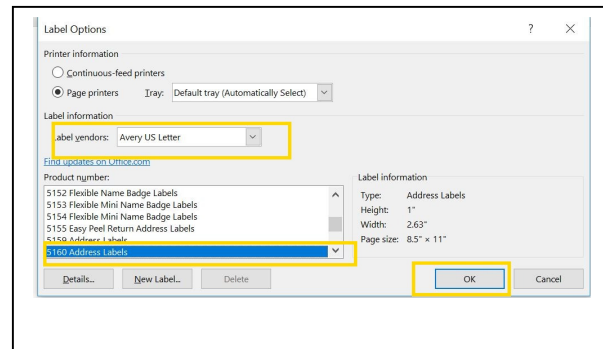 Label Options ? ×
Printer information
Continuous-feed printers
Page printers Tray: Default tray (Automatically Select)
Label information
Label vendors: Avery US Letter
Find updates on Office.com
Product number:
5152 Flexible Name Badge Labels
5153 Flexible Mini Name Badge Labels
5154 Flexible Mini Name Badge Labels
5155 Easy Peel Return Address Labels
5159 Address Labels
5160 Address Labels
Label information
Type: Address Labels
Height: 1"
Width: 2.63"
Page size: 8.5" × 11"
Details... New Label... Delete OK Cancel